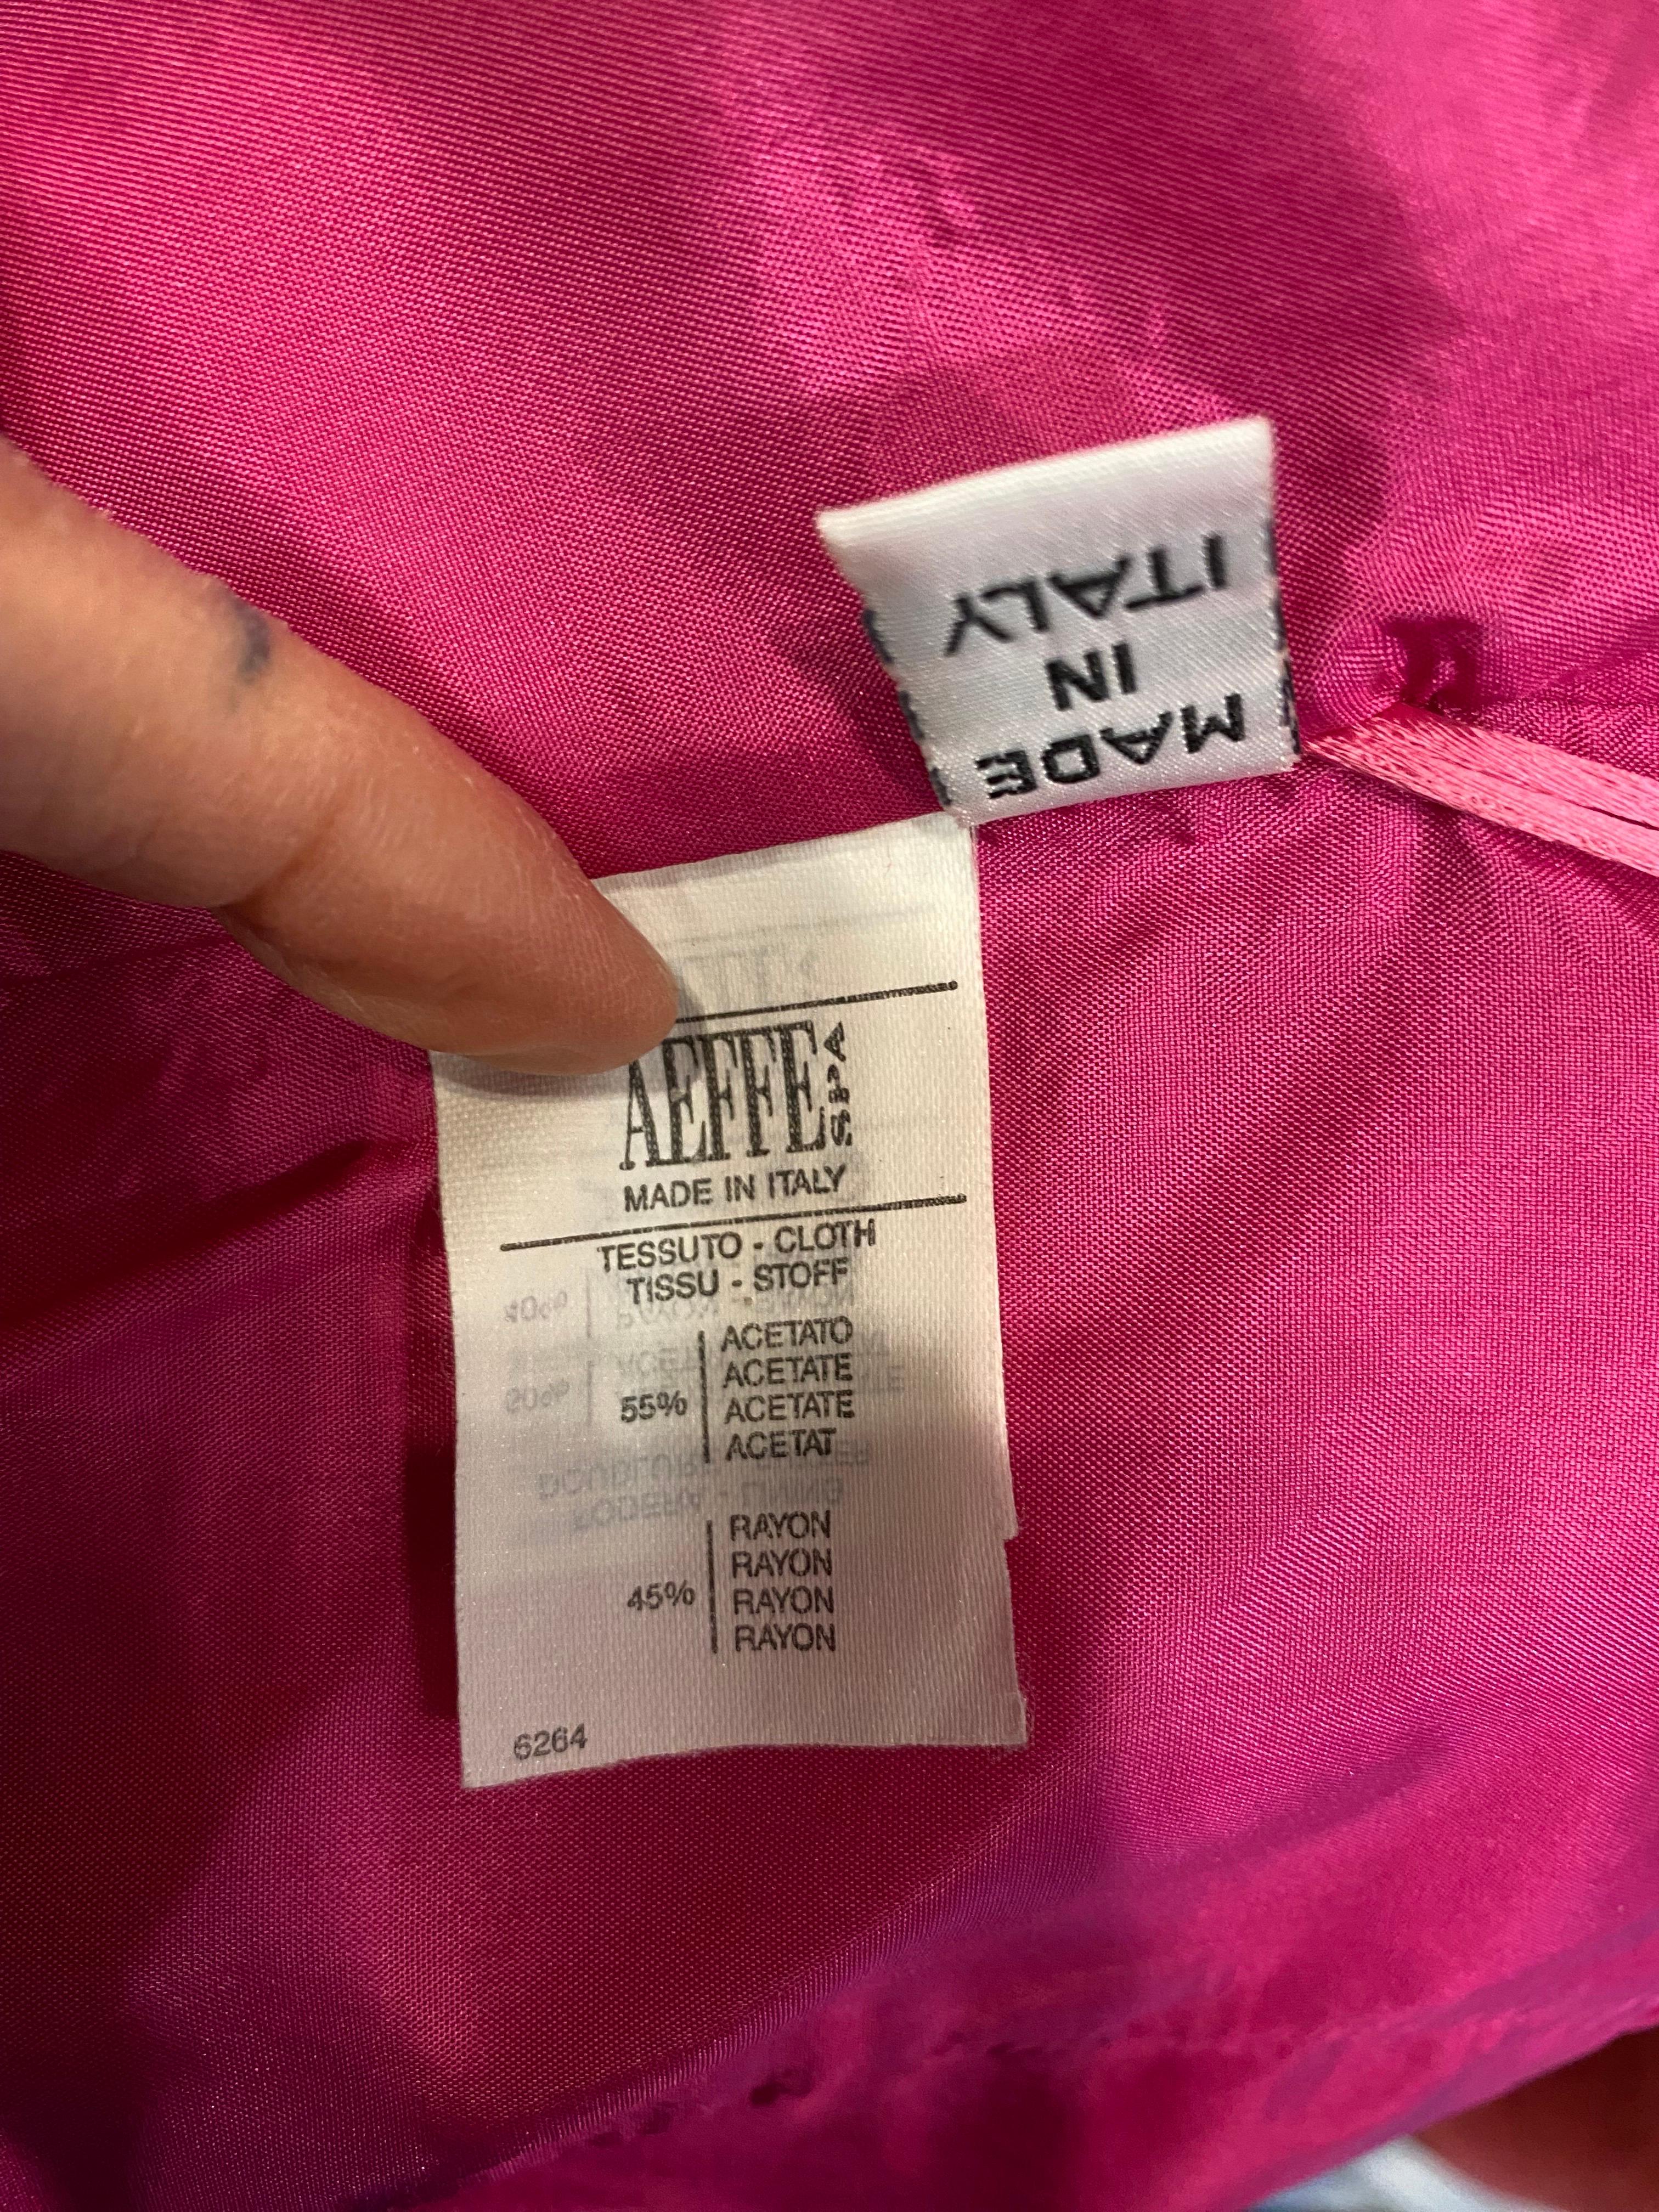 MADE
IN
ITALY
AEFFE SPA
MADE IN ITALY
TESSUTO - CLOTH
TISSU - STOFF
55%
ACETATO
ACETATE
ACETATE
ACETAT
45%
RAYON
RAYON
RAYON
RAYON
6264